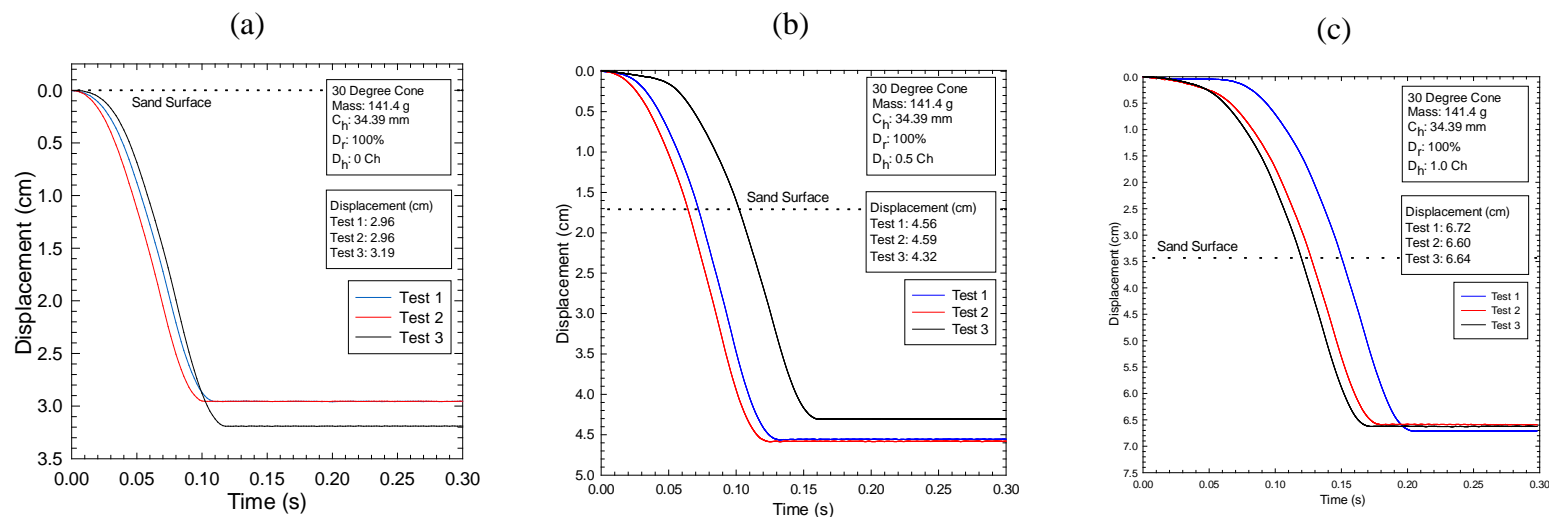 (a)
0.0
0.5
1.0
1.5
2.0
2.5
3.0
3.5
Displacement (cm)
Sand Surface
30 Degree Cone
Mass: 141.4 g
Ch: 34.39 mm
Dr: 100%
Dh: 0 Ch
Displacement (cm)
Test 1: 2.96
Test 2: 2.96
Test 3: 3.19
Test 1
Test 2
Test 3
0.00 0.05 0.10 0.15 0.20 0.25 0.30
Time (s)
(b)
0.0
0.5
1.0
1.5
2.0
2.5
3.0
3.5
4.0
4.5
5.0
Displacement (cm)
30 Degree Cone
Mass: 141.4 g
Ch: 34.39 mm
Dr: 100%
Dh: 0.5 Ch
Sand Surface
Displacement (cm)
Test 1: 4.56
Test 2: 4.59
Test 3: 4.32
Test 1
Test 2
Test 3
0.00 0.05 0.10 0.15 0.20 0.25 0.30
Time (s)
(c)
0.0
0.5
1.0
1.5
2.0
2.5
3.0
3.5
4.0
4.5
5.0
5.5
6.0
6.5
7.0
7.5
Displacement (cm)
30 Degree Cone
Mass: 141.4 g
Ch: 34.39 mm
Dr: 100%
Dh: 1.0 Ch
Displacement (cm)
Test 1: 6.72
Test 2: 6.60
Test 3: 6.64
Sand Surface
Test 1
Test 2
Test 3
0.00 0.05 0.10 0.15 0.20 0.25 0.30
Time (s)